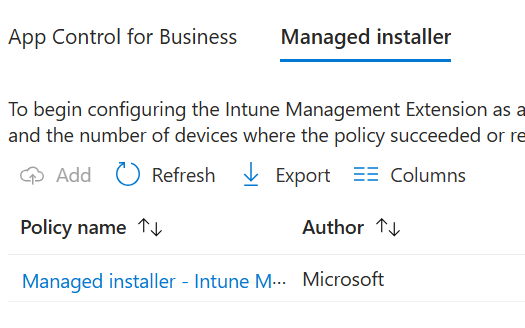 App Control for Business Managed installer
To begin configuring the Intune Management Extension as a
and the number of devices where the policy succeeded or re
Add Refresh Export Columns
Policy name Author
Managed installer - Intune M... Microsoft